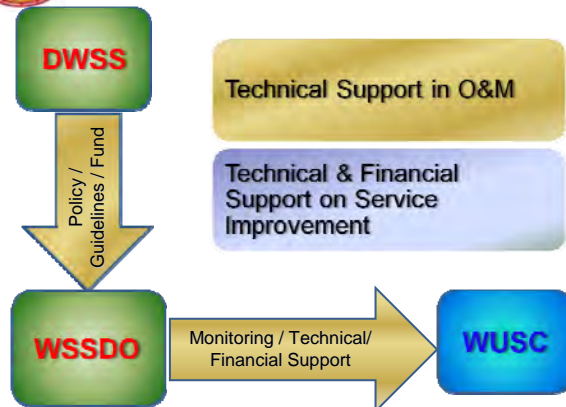 DWSS
Technical Support in O&M
Technical & Financial
Support on Service
Improvement
Policy /
Guidelines / Fund
WSSDO
Monitoring / Technical/
Financial Support
WUSC